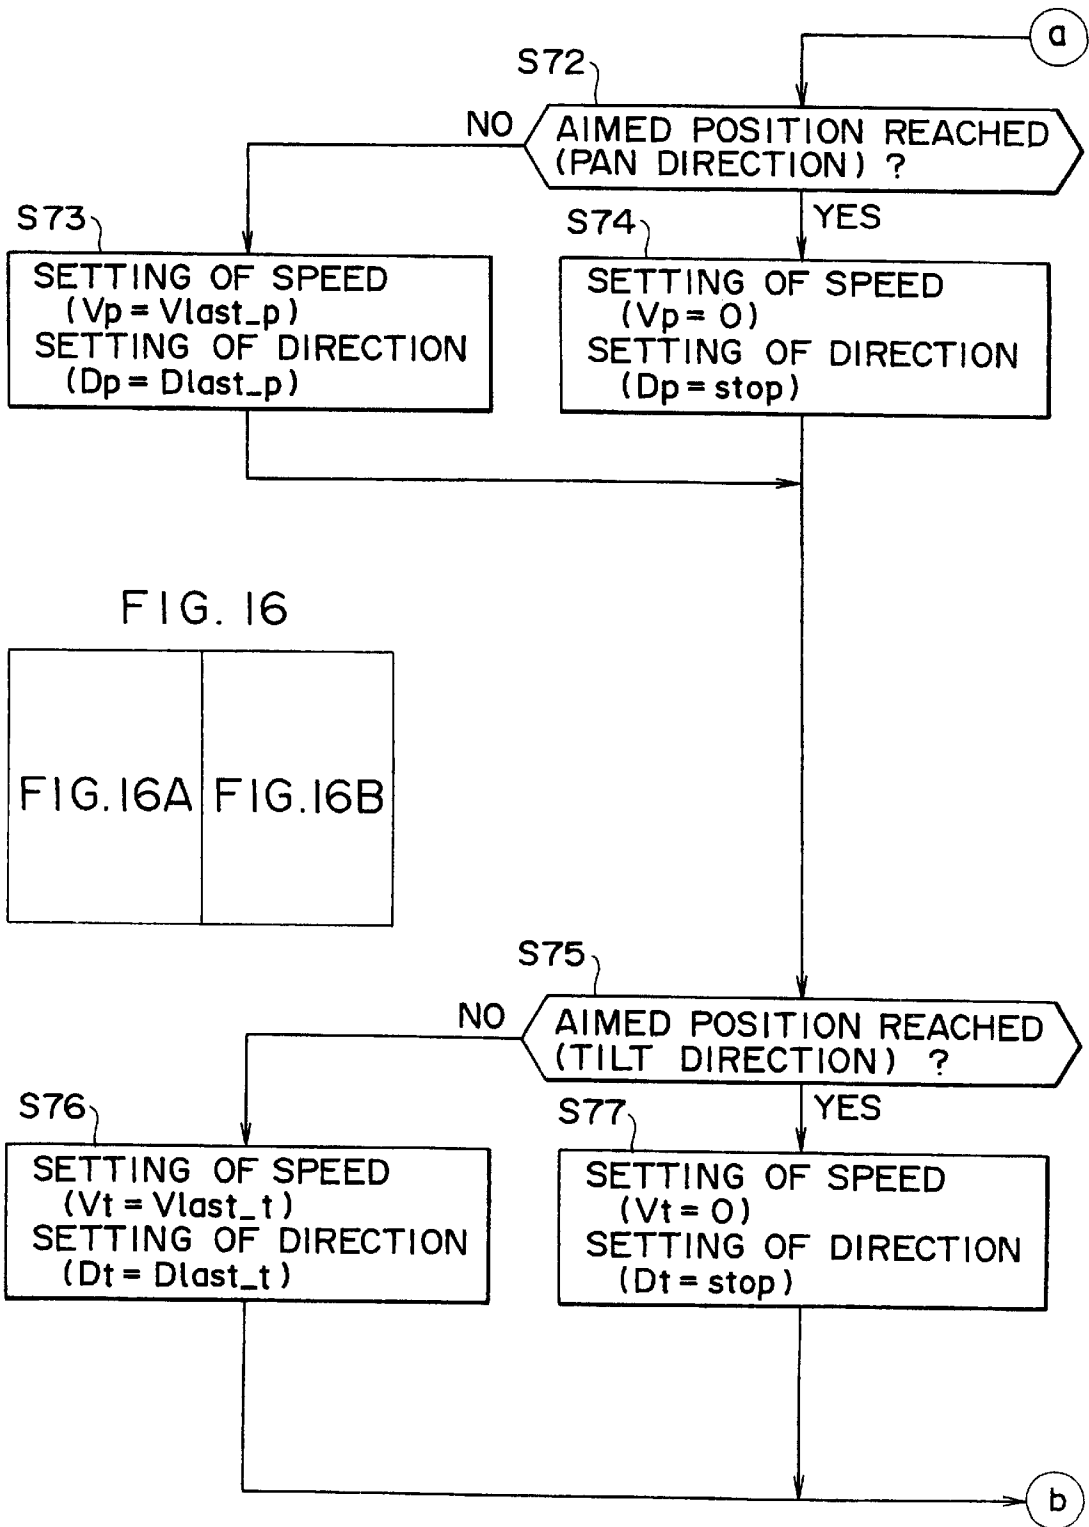 a
S72
NO
AIMED POSITION REACHED
(PAN DIRECTION) ?
YES
S73
SETTING OF SPEED
(Vp = Vlast_p)
SETTING OF DIRECTION
(Dp = Dlast_p)
S74
SETTING OF SPEED
(Vp = 0)
SETTING OF DIRECTION
(Dp = stop)
FIG. 16
FIG. 16A
FIG. 16B
S75
NO
AIMED POSITION REACHED
(TILT DIRECTION) ?
YES
S76
SETTING OF SPEED
(Vt = Vlast_t)
SETTING OF DIRECTION
(Dt = Dlast_t)
S77
SETTING OF SPEED
(Vt = 0)
SETTING OF DIRECTION
(Dt = stop)
b